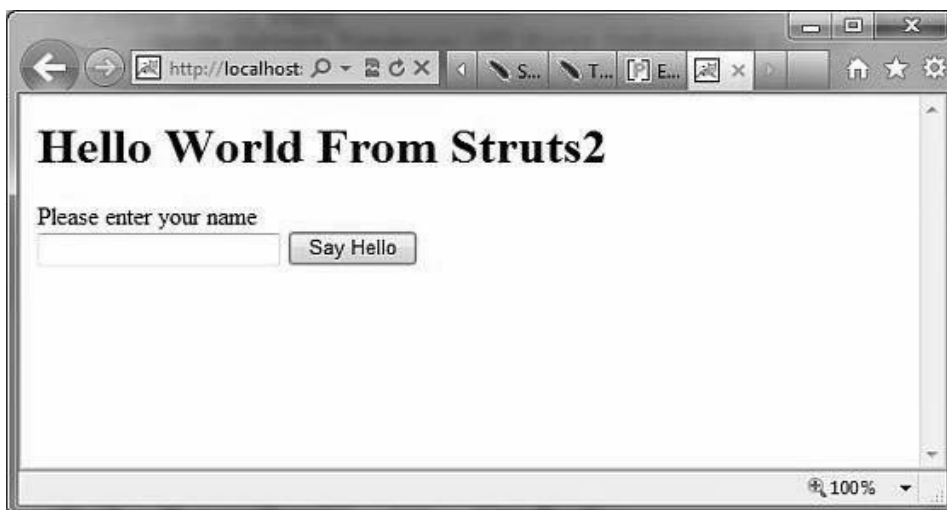 http://localhost: S... T... E...
Hello World From Struts2
Please enter your name
Say Hello
100%